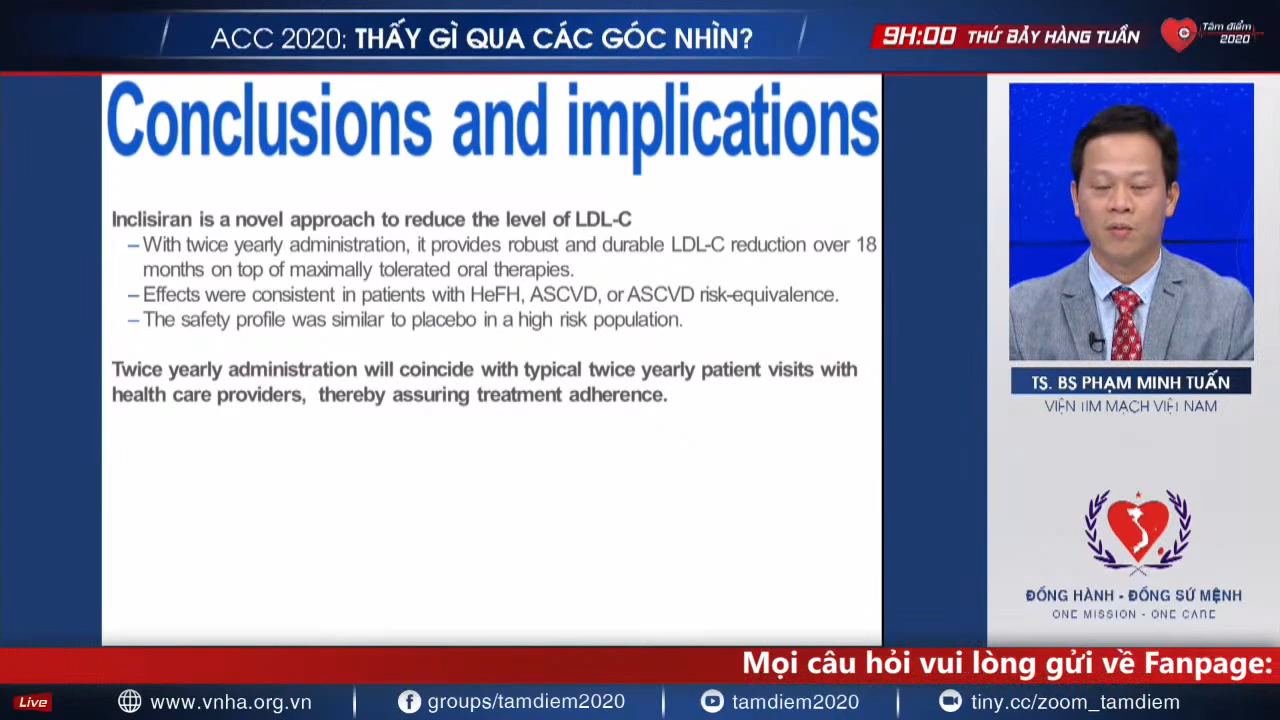 ACC 2020: THẤY GÌ QUA CÁC GÓC NHÌN?
9H:00 THỨ BẢY HÀNG TUẦN
Tâm điểm
2020
Conclusions and implications
Inclisiran is a novel approach to reduce the level of LDL-C
– With twice yearly administration, it provides robust and durable LDL-C reduction over 18
months on top of maximally tolerated oral therapies.
– Effects were consistent in patients with HeFH, ASCVD, or ASCVD risk-equivalence.
– The safety profile was similar to placebo in a high risk population.
Twice yearly administration will coincide with typical twice yearly patient visits with
health care providers, thereby assuring treatment adherence.
TS. BS PHẠM MINH TUẤN
VIỆN TIM MẠCH VIỆT NAM
ĐỒNG HÀNH - ĐỒNG SỨ MỆNH
ONE MISSION - ONE CARE
Mọi câu hỏi vui lòng gửi về Fanpage:
Live
www.vnha.org.vn
groups/tamdiem2020
tamdiem2020
tiny.cc/zoom_tamdiem